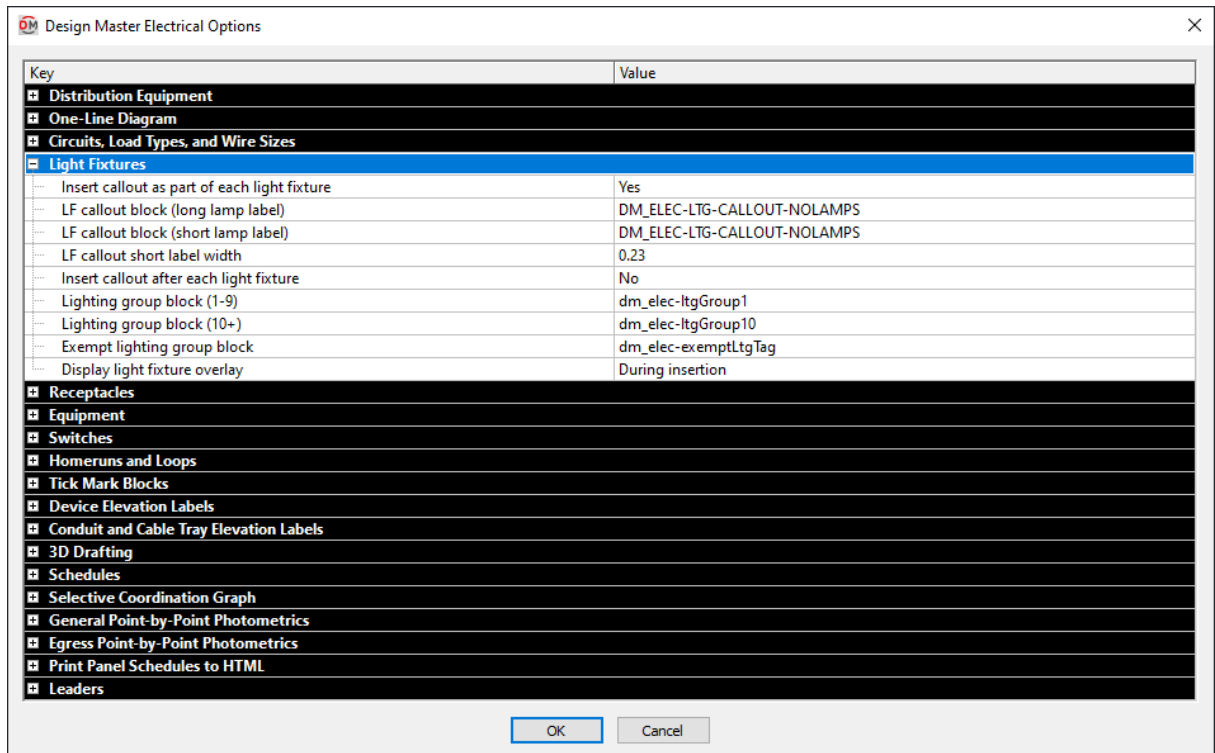 DM Design Master Electrical Options
Key Value
Distribution Equipment
One-Line Diagram
Circuits, Load Types, and Wire Sizes
Light Fixtures
Insert callout as part of each light fixture Yes
LF callout block (long lamp label) DM_ELEC-LTG-CALLOUT-NOLAMPS
LF callout block (short lamp label) DM_ELEC-LTG-CALLOUT-NOLAMPS
LF callout short label width 0.23
Insert callout after each light fixture No
Lighting group block (1-9) dm_elec-ltgGroup1
Lighting group block (10+) dm_elec-ltgGroup10
Exempt lighting group block dm_elec-exemptLtgTag
Display light fixture overlay During insertion
Receptacles
Equipment
Switches
Homeruns and Loops
Tick Mark Blocks
Device Elevation Labels
Conduit and Cable Tray Elevation Labels
3D Drafting
Schedules
Selective Coordination Graph
General Point-by-Point Photometrics
Egress Point-by-Point Photometrics
Print Panel Schedules to HTML
Leaders
OK Cancel